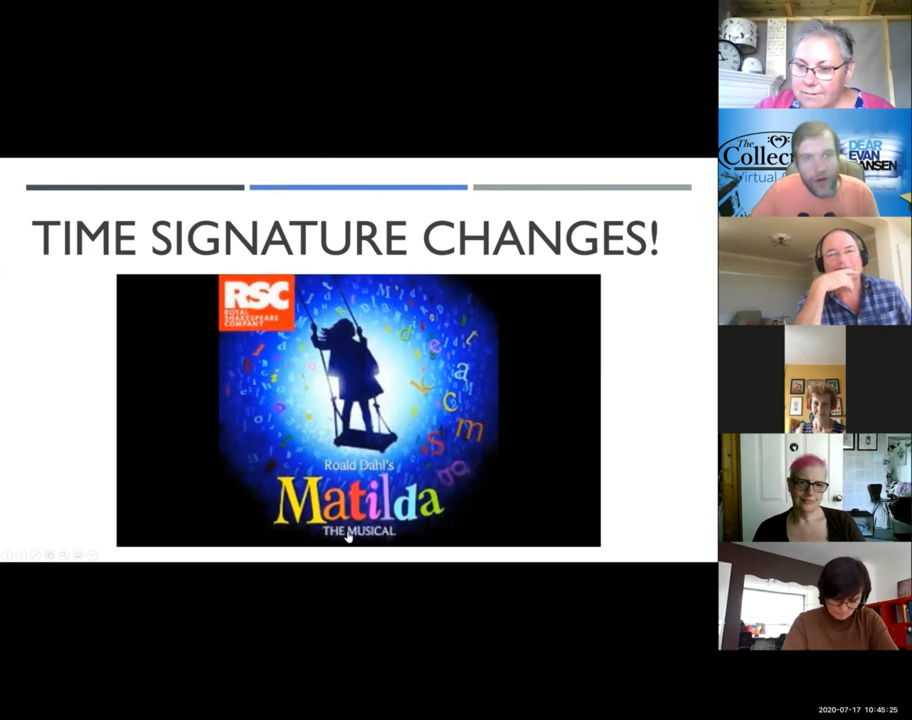 TIME SIGNATURE CHANGES!
RSC
ROYAL
SHAKESPEARE
COMPANY
Roald Dahl's
Matilda
THE MUSICAL
The
Collec
Virtual
DEAR
EVAN
HANSEN
2020-07-17 10:45:25